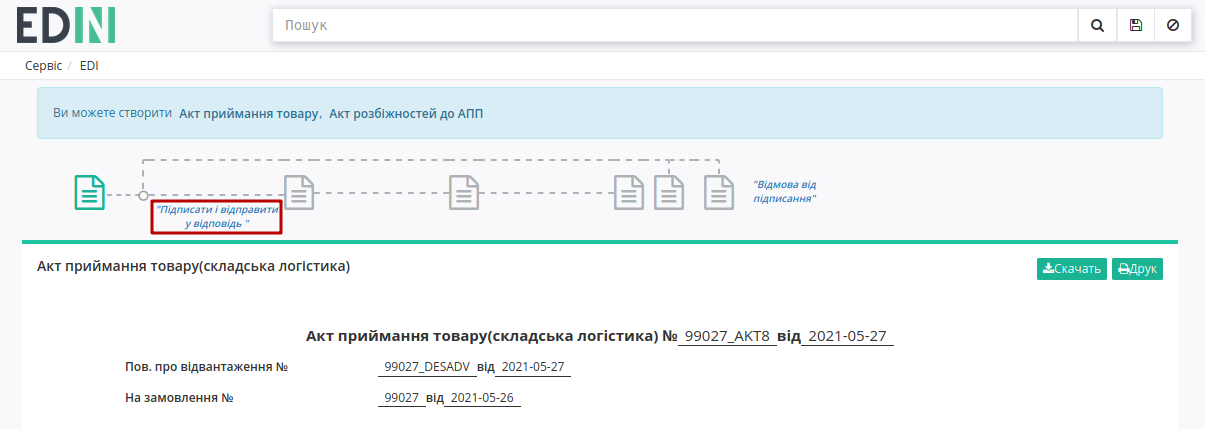 EDIN
Пошук
Сервіс / EDI
Ви можете створити Акт приймання товару, Акт розбіжностей до АПП
"Підписати і відправити
у відповідь "
"Відмова від
підписання"
Акт приймання товару(складська логістика)
Скачать Друк
Акт приймання товару(складська логістика) № 99027_АКТ8 від 2021-05-27
Пов. про відвантаження № 99027_DESADV від 2021-05-27
На замовлення № 99027 від 2021-05-26